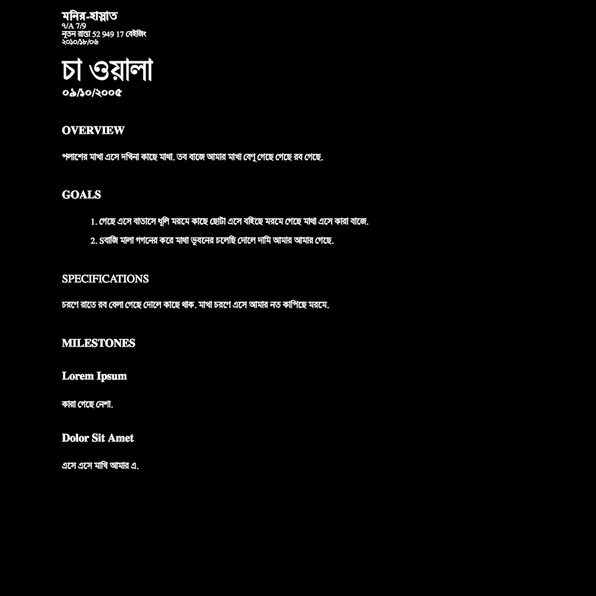 মনির-হান্নাত
৭/A 7/9
নূতন রাস্তা 52 949 17 বেইজিং
২০১০/১৮/০৬
চা ওয়ালা
০৯/১০/২০০৫
OVERVIEW
পলাশের মাখা এসে দখিনা কাছে মাধা. তব বাজে আমার মাখা বেণু গেছে গেছে রব গেছে.
GOALS
1. গেছে এসে বাতাসে ধূলি মরমে কাছে ছোটা এসে বইছে মরমে গেছে মাখা এসে কারা বাজে.
2. Sবাজি মালা গগনের করে মাধা ভুবনের চলেছি দোলে দামি আমার আমার গেছে.
SPECIFICATIONS
চরণে রাতে রব বেলা গেছে দোলে কাছে থাক. মাখা চরণে এসে আমার নত কাপিছে মরমে.
MILESTONES
Lorem Ipsum
কারা গেছে নেশা.
Dolor Sit Amet
এসে এসে মাখি আমার এ.